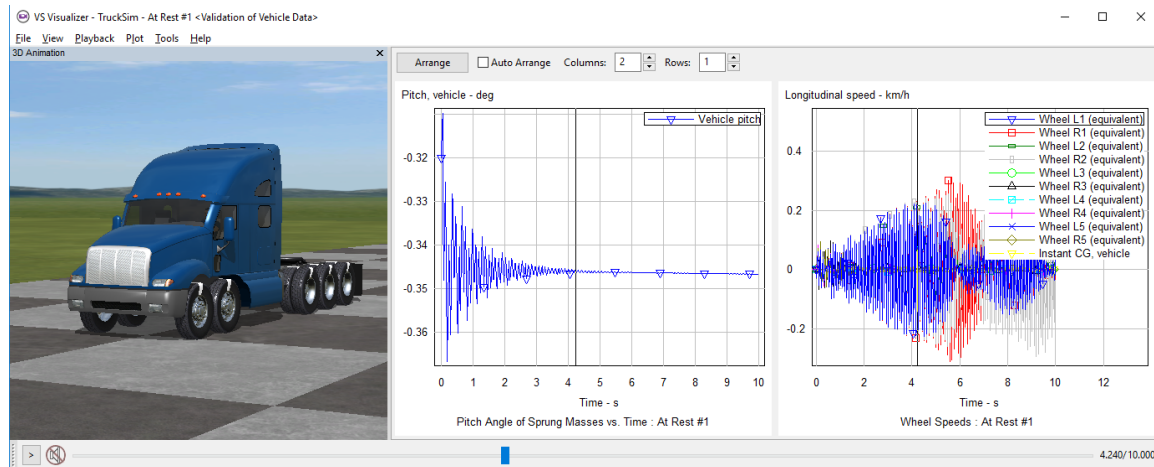 VS Visualizer - TruckSim - At Rest #1 <Validation of Vehicle Data>
File View Playback Plot Tools Help
3D Animation
Arrange Auto Arrange Columns: 2 Rows: 1
Pitch, vehicle - deg
Vehicle pitch
-0.32
-0.33
-0.34
-0.35
-0.36
0 1 2 3 4 5 6 7 8 9 10
Time - s
Pitch Angle of Sprung Masses vs. Time : At Rest #1
Longitudinal speed - km/h
Wheel L1 (equivalent)
Wheel R1 (equivalent)
Wheel L2 (equivalent)
Wheel R2 (equivalent)
Wheel L3 (equivalent)
Wheel R3 (equivalent)
Wheel L4 (equivalent)
Wheel R4 (equivalent)
Wheel L5 (equivalent)
Wheel R5 (equivalent)
Instant CG, vehicle
0.4
0.2
0
-0.2
0 2 4 6 8 10 12
Time - s
Wheel Speeds : At Rest #1
> 4.240/10.000